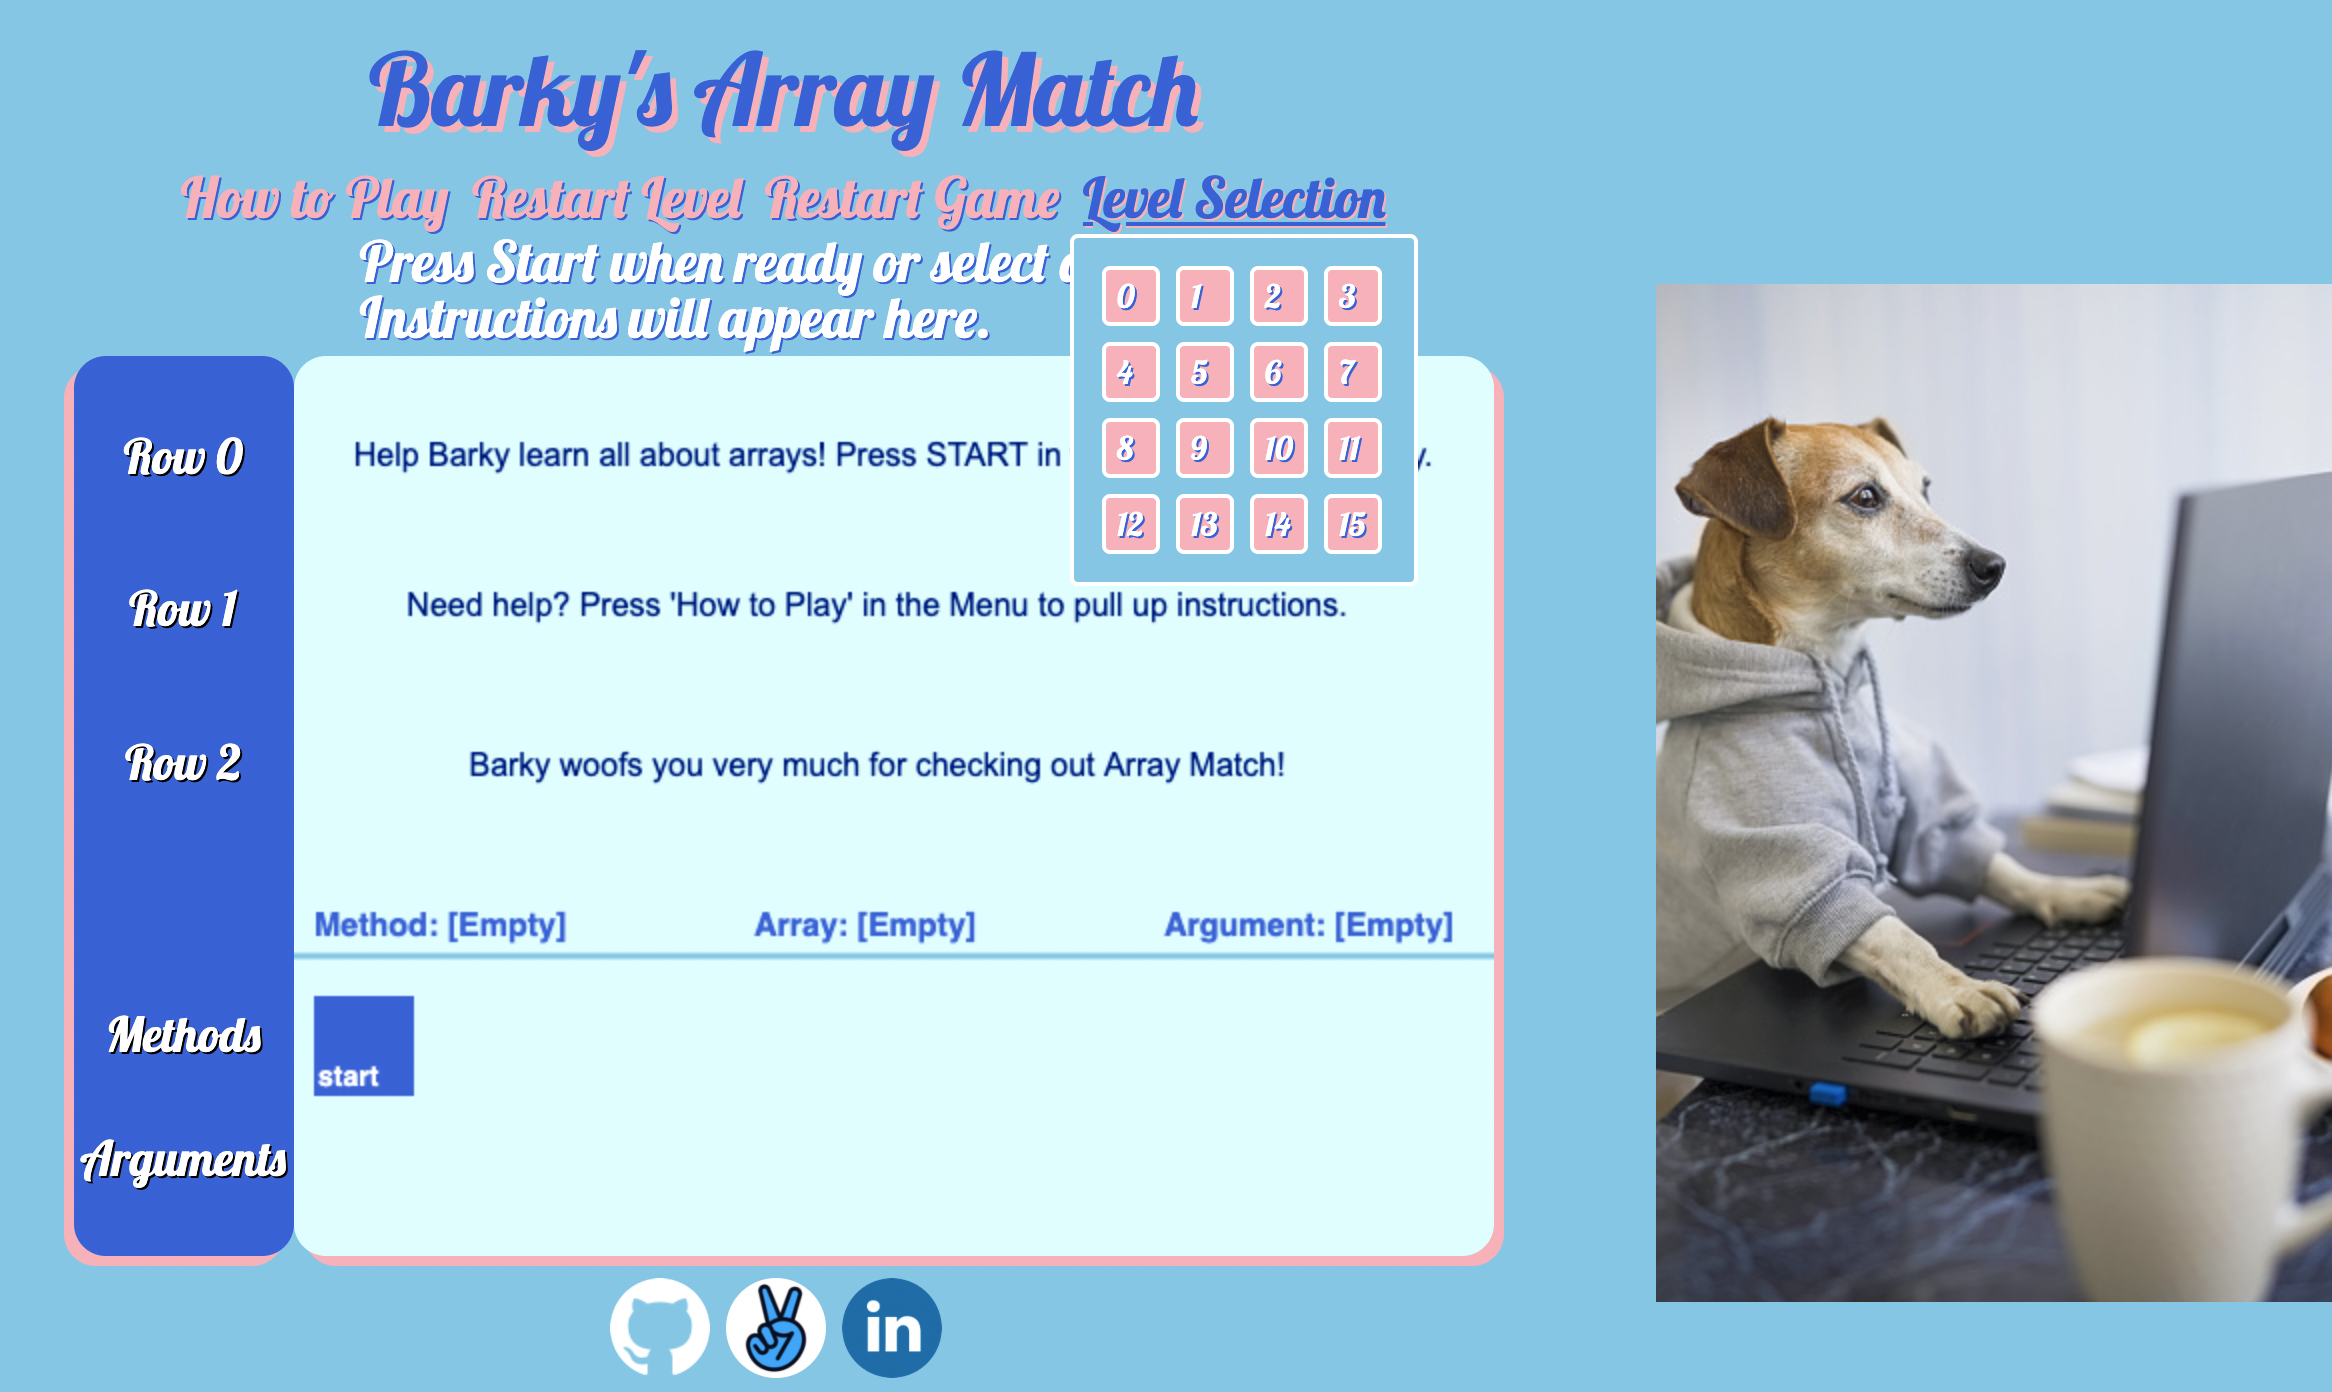 Barky's Array Match
How to Play Restart Level Restart Game Level Selection
Press Start when ready or select
Instructions will appear here.
0 1 2 3
4 5 6 7
8 9 10 11
12 13 14 15
Row 0
Help Barky learn all about arrays! Press START in
Row 1
Need help? Press 'How to Play' in the Menu to pull up instructions.
Row 2
Barky woofs you very much for checking out Array Match!
Method: [Empty] Array: [Empty] Argument: [Empty]
Methods
start
Arguments
in